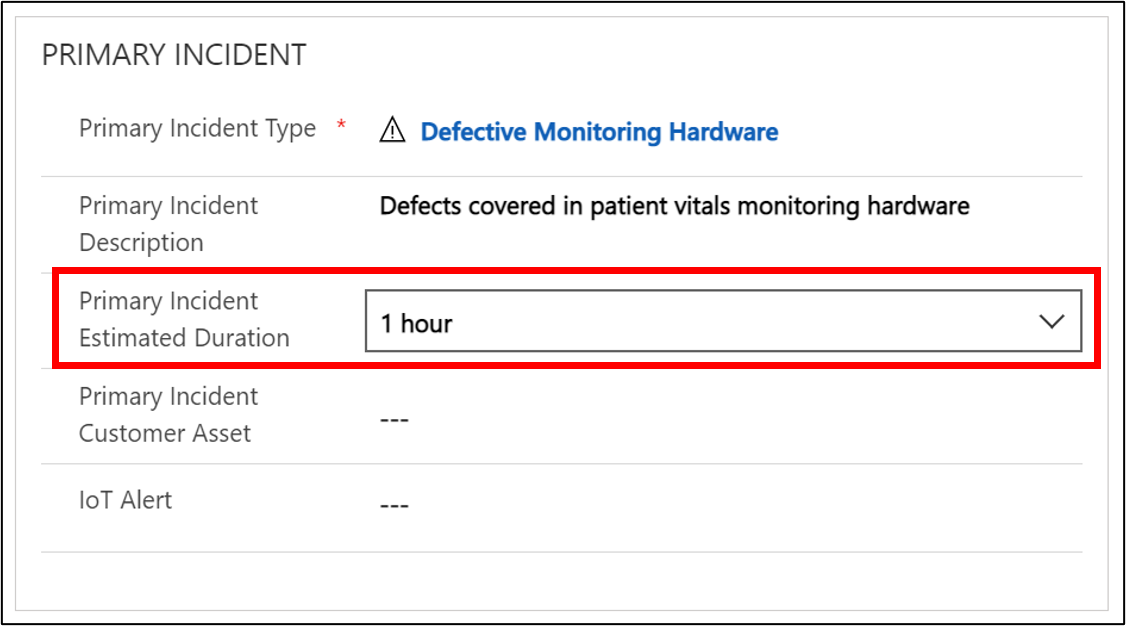 PRIMARY INCIDENT
Primary Incident Type * Defective Monitoring Hardware
Primary Incident
Description
Defects covered in patient vitals monitoring hardware
Primary Incident
Estimated Duration
1 hour
Primary Incident
Customer Asset
---
IoT Alert
---